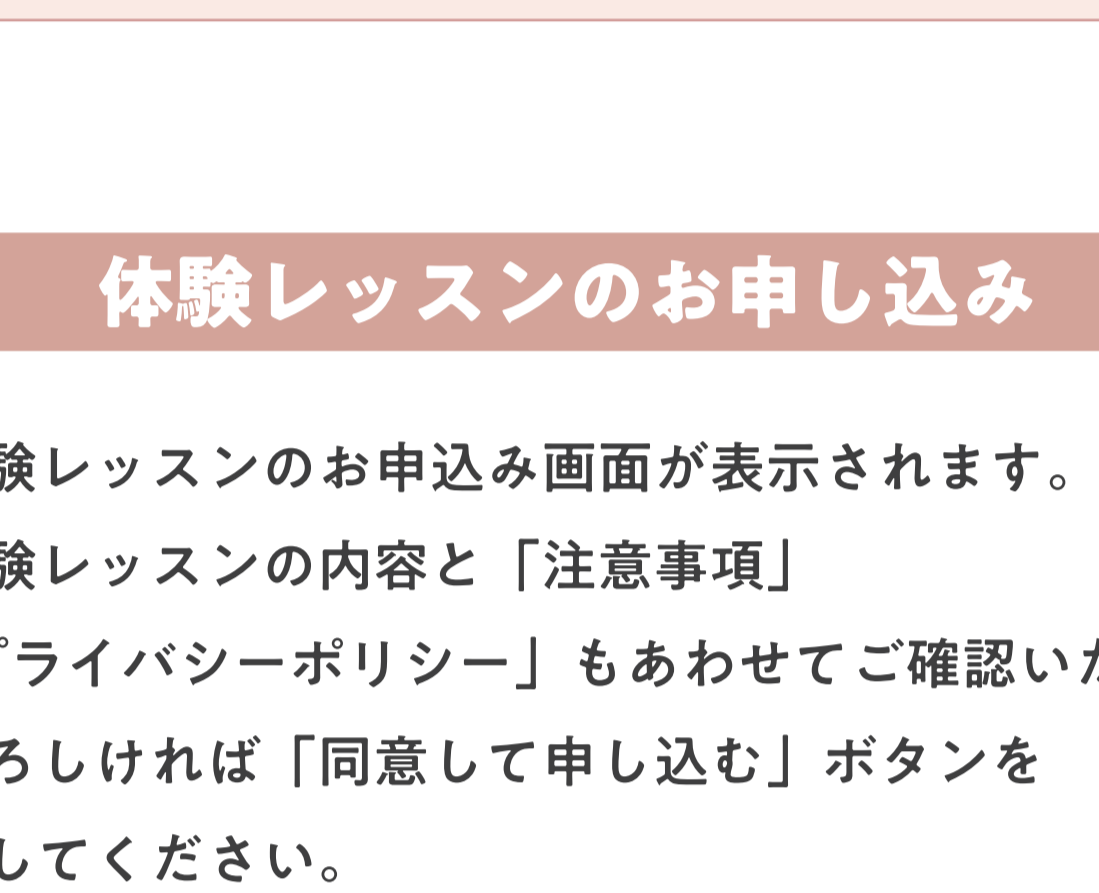 体験レッスンのお申し込み
験レッスンのお申込み画面が表示されます。
験レッスンの内容と「注意事項」
プライバシーポリシー」もあわせてご確認いた
ろしければ「同意して申し込む」ボタンを
してください。